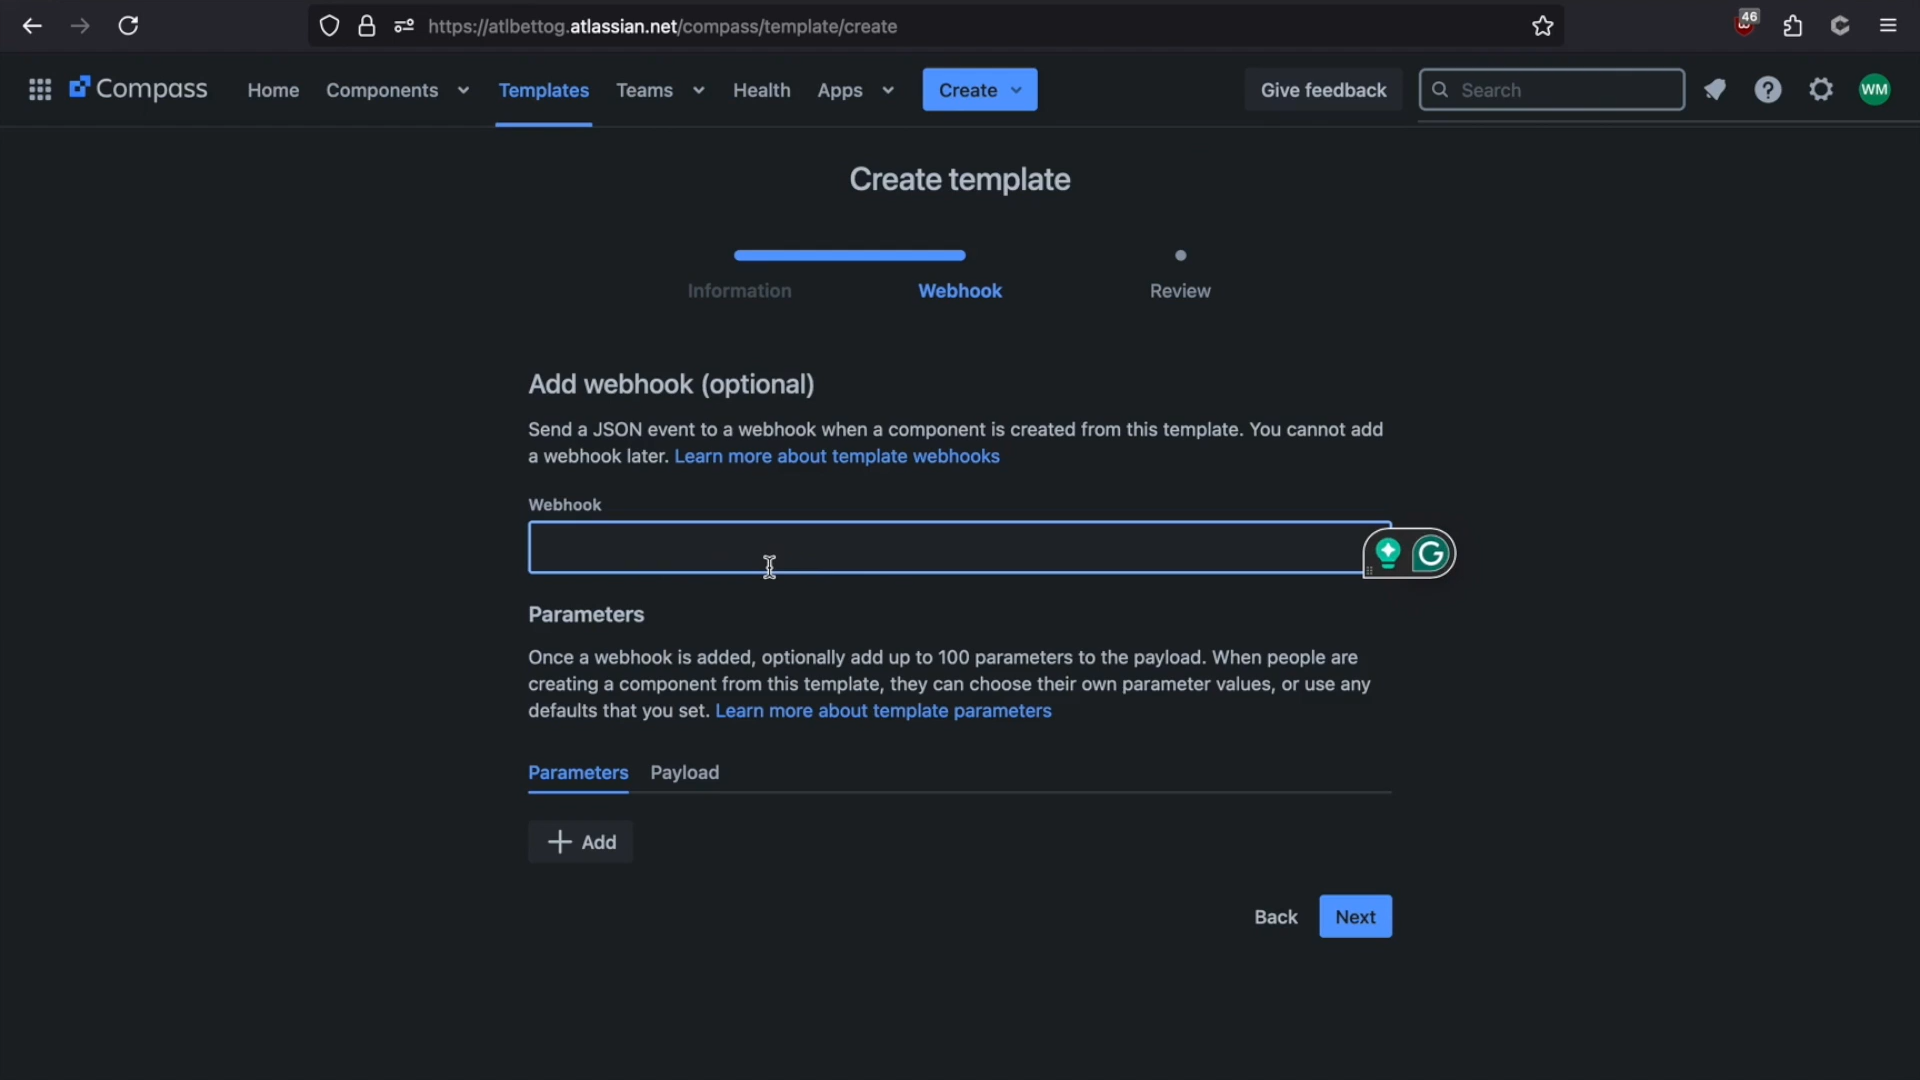 https://atlbettog.atlassian.net/compass/template/create
46
Compass
Home
Components
Templates
Teams
Health
Apps
Create
Give feedback
Search
WM
Create template
Information
Webhook
Review
Add webhook (optional)
Send a JSON event to a webhook when a component is created from this template. You cannot add
a webhook later. Learn more about template webhooks
Webhook
Parameters
Once a webhook is added, optionally add up to 100 parameters to the payload. When people are
creating a component from this template, they can choose their own parameter values, or use any
defaults that you set. Learn more about template parameters
Parameters
Payload
Add
Back
Next